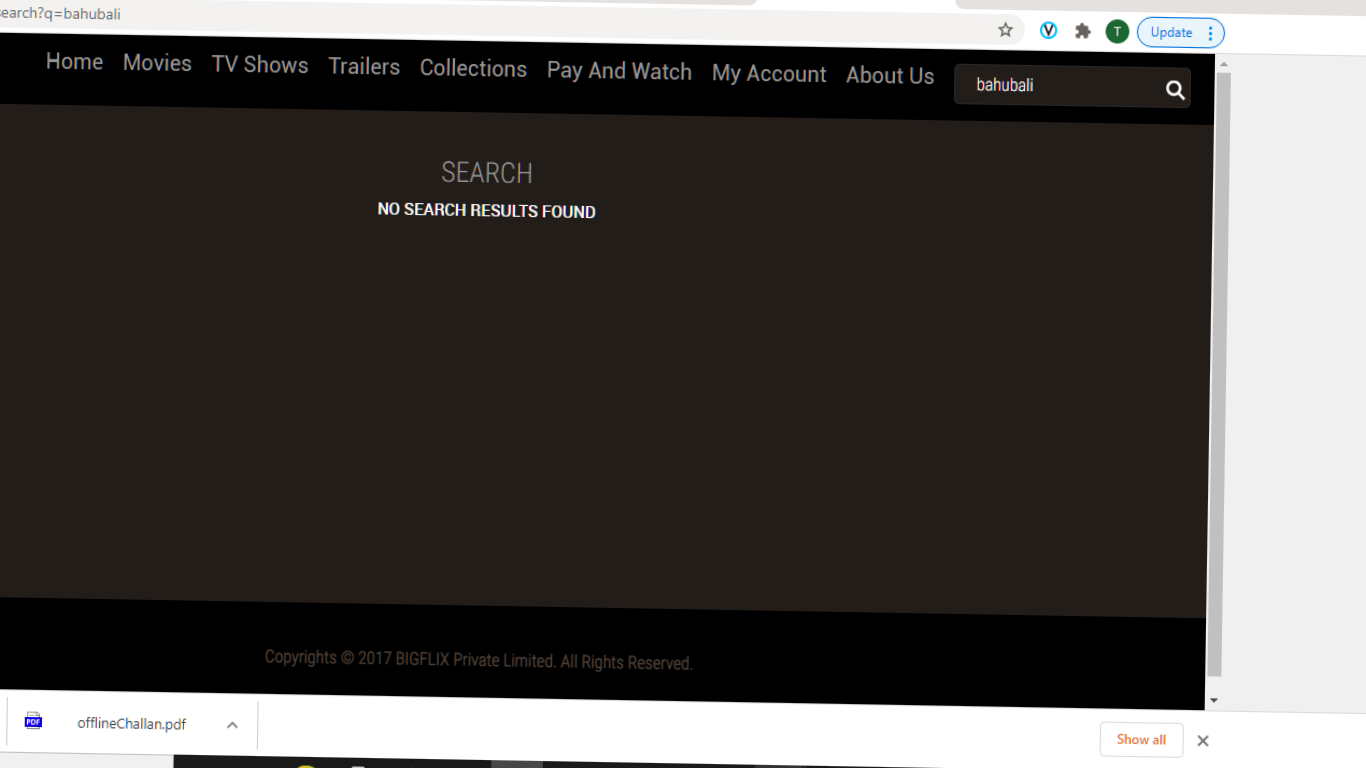 search?q=bahubali
T
Update
Home Movies TV Shows Trailers Collections Pay And Watch My Account About Us bahubali
SEARCH
NO SEARCH RESULTS FOUND
Copyrights © 2017 BIGFLIX Private Limited. All Rights Reserved.
PDF offlineChallan.pdf Show all